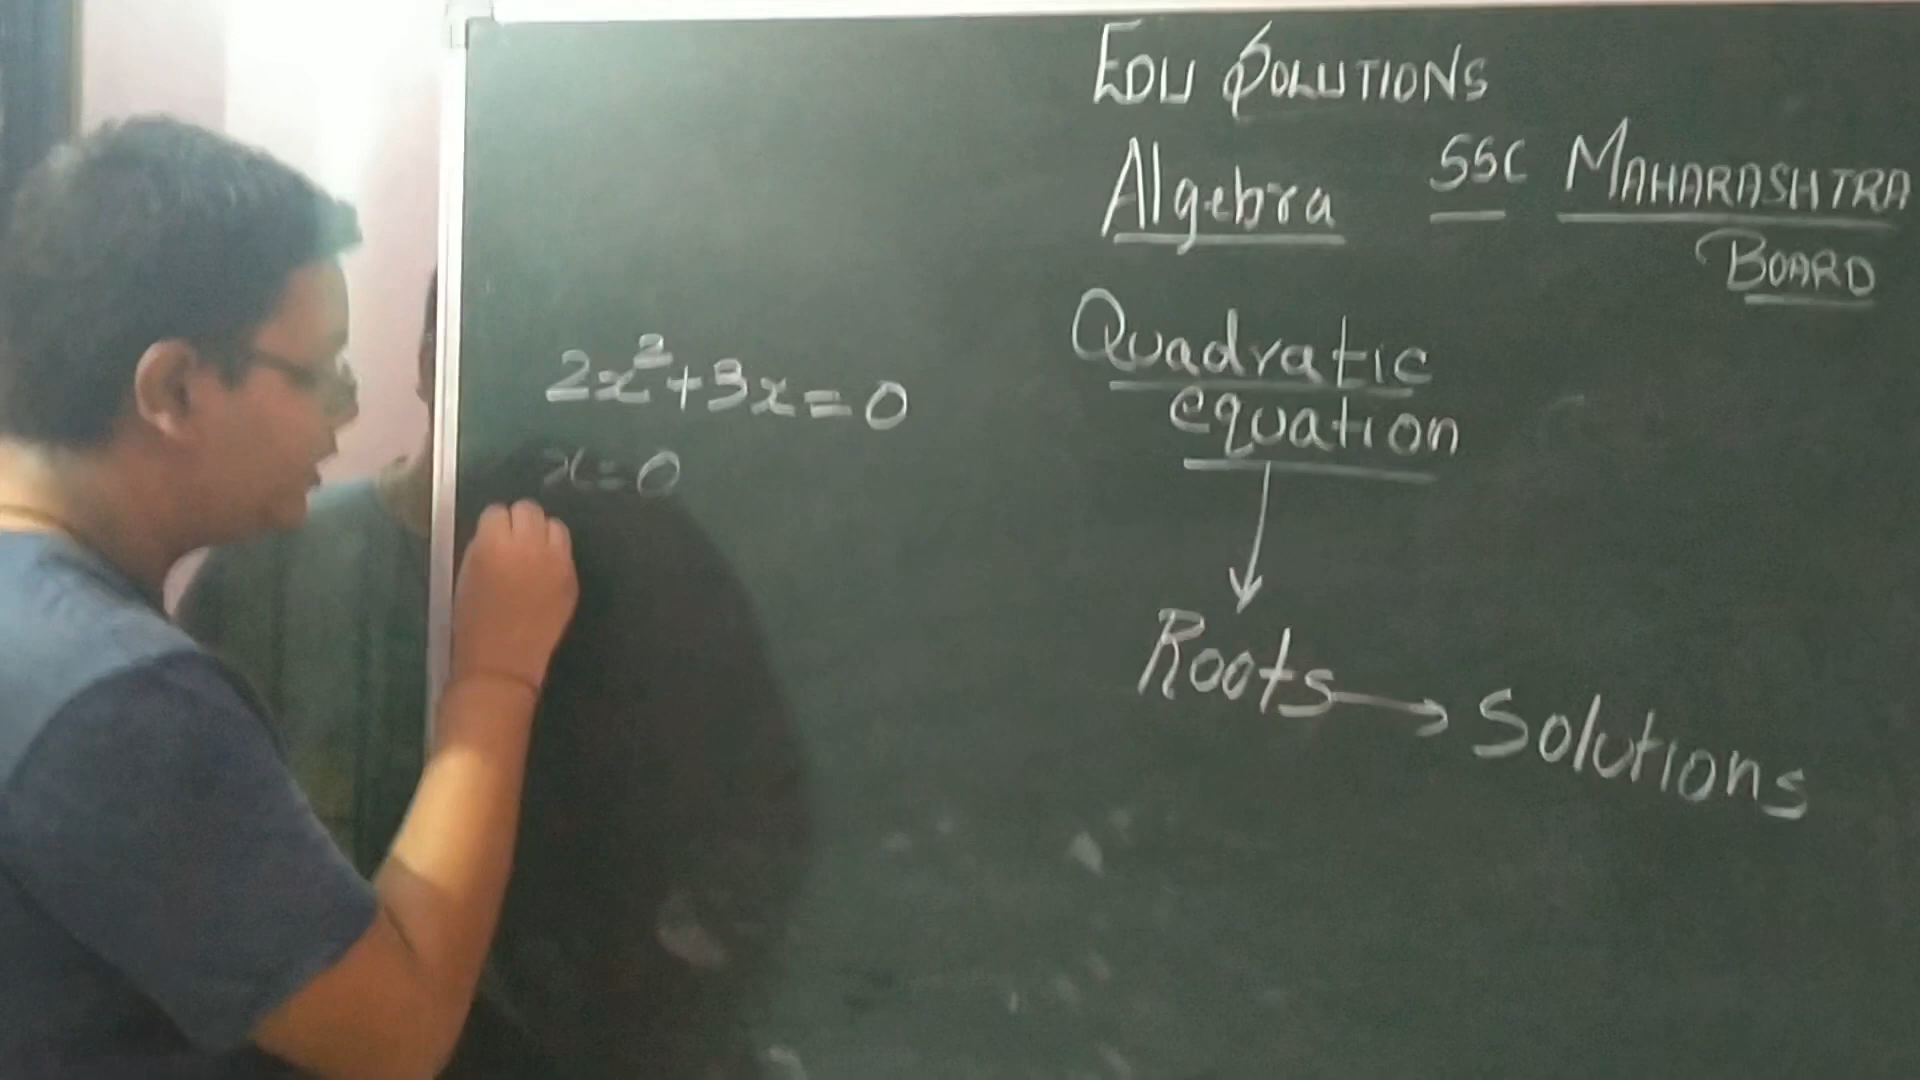 EDU SOLUTIONS
Algebra SSC MAHARASHTRA
BOARD
Quadratic
equation
Roots → Solutions
2x²+3x=0
x=0